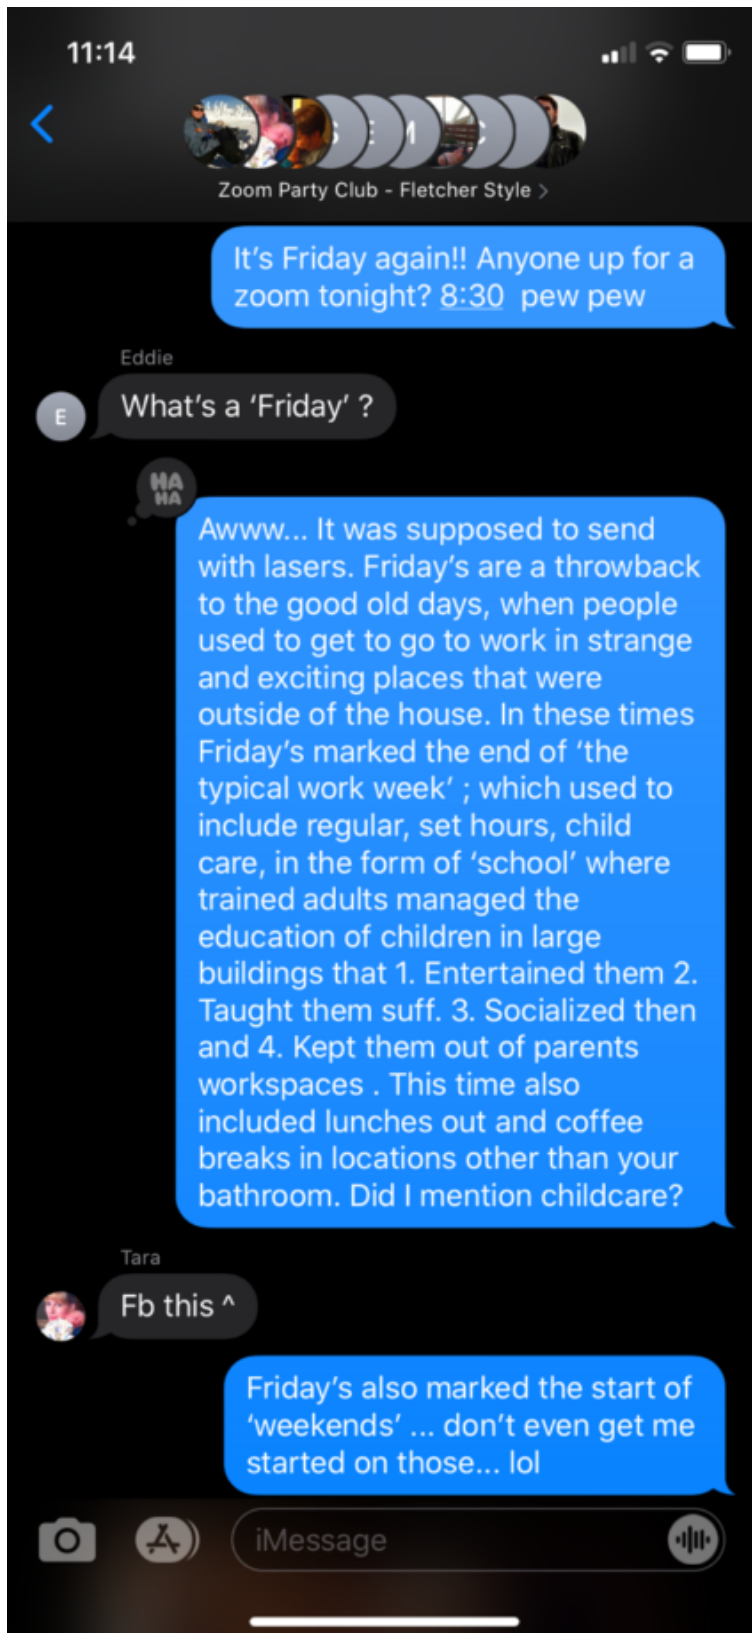 11:14
S E M C
Zoom Party Club - Fletcher Style >
It's Friday again!! Anyone up for a
zoom tonight? 8:30 pew pew
Eddie
E
What's a 'Friday' ?
HA
HA
Awww... It was supposed to send
with lasers. Friday's are a throwback
to the good old days, when people
used to get to go to work in strange
and exciting places that were
outside of the house. In these times
Friday's marked the end of 'the
typical work week' ; which used to
include regular, set hours, child
care, in the form of 'school' where
trained adults managed the
education of children in large
buildings that 1. Entertained them 2.
Taught them suff. 3. Socialized then
and 4. Kept them out of parents
workspaces . This time also
included lunches out and coffee
breaks in locations other than your
bathroom. Did I mention childcare?
Tara
Fb this ^
Friday's also marked the start of
'weekends' ... don't even get me
started on those... lol
iMessage